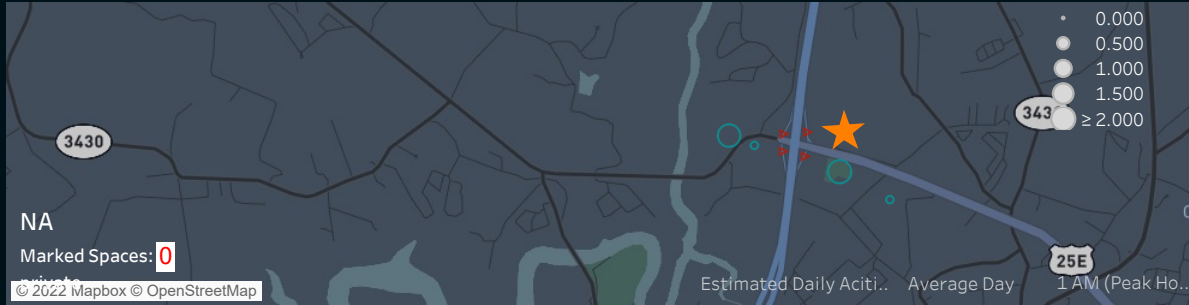 0.000
0.500
1.000
1.500
≥ 2.000
3430
343
NA
Marked Spaces: 0
private
25E
Estimated Daily Aciti.. Average Day 1 AM (Peak Ho..
© 2022 Mapbox © OpenStreetMap